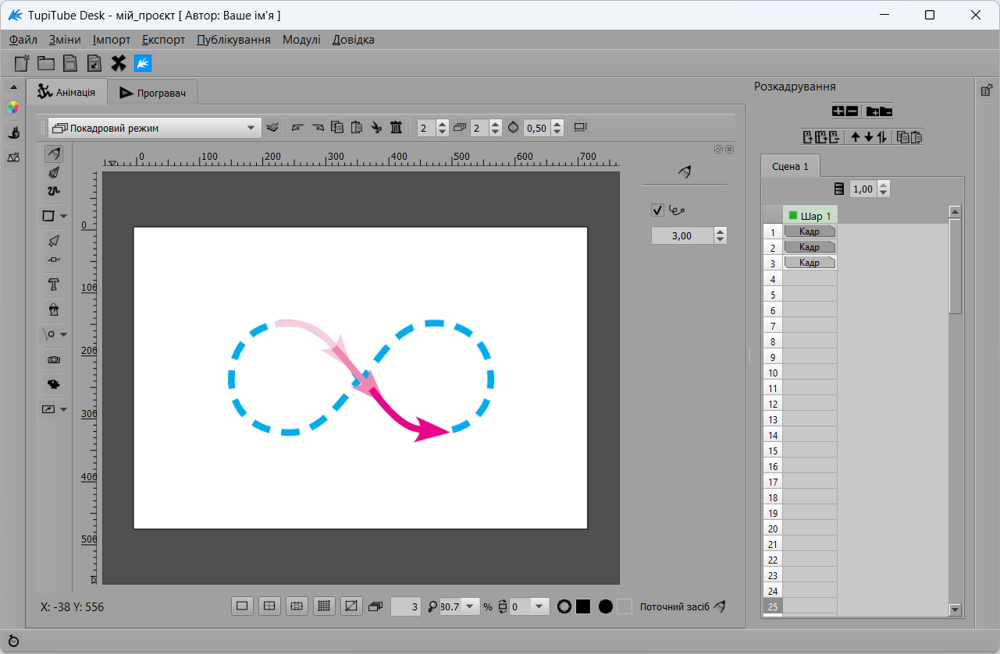 TupiTube Desk - мій_проєкт [ Автор: Ваше ім'я ]
Файл Зміни Імпорт Експорт Публікування Модулі Довідка
Анімація Програвач
Розкадрування
Покадровий режим 2 2 0,50
0 100 200 300 400 500 600 700
Сцена 1
1,00
3,00
Шар 1
1 Кадр
2 Кадр
3 Кадр
4
5
6
7
8
9
10
11
12
13
14
15
16
17
18
19
20
21
22
23
24
25
0
100
200
300
400
500
X: -38 Y: 556 3 80.7 % 0 Поточний засіб